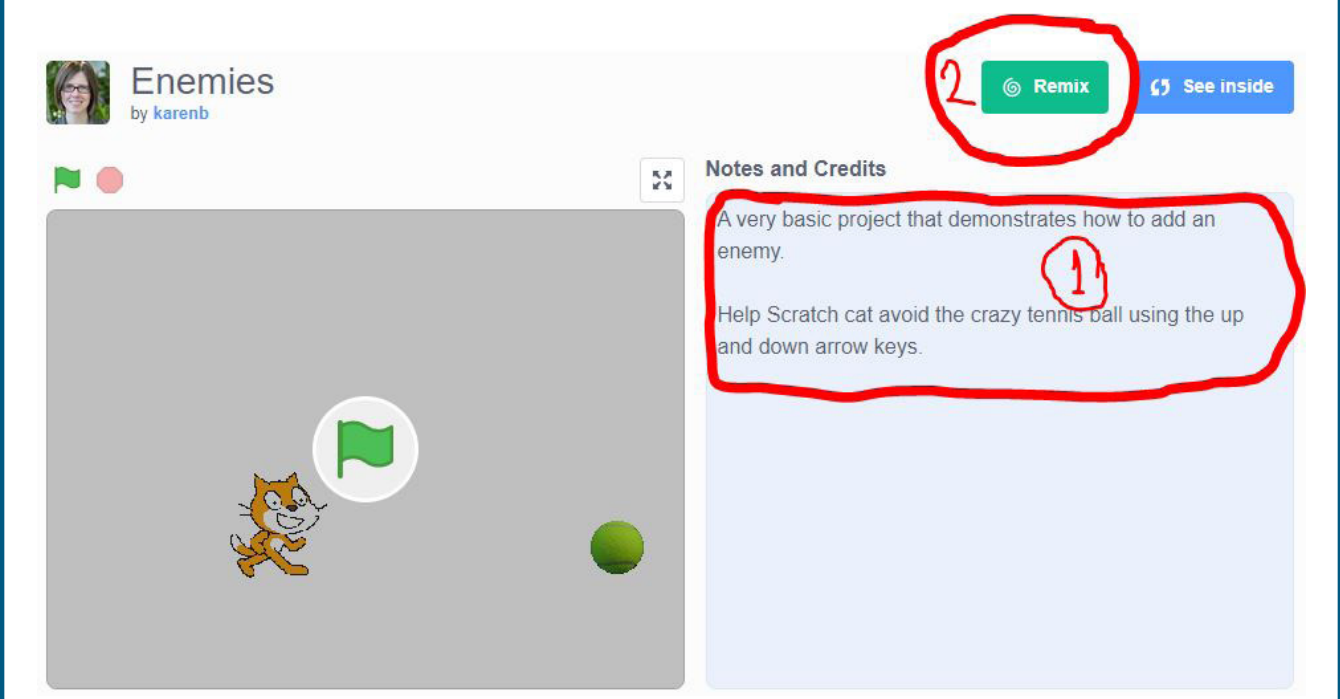 Enemies
by karenb
2
Remix
See inside
Notes and Credits
A very basic project that demonstrates how to add an
enemy.
1
Help Scratch cat avoid the crazy tennis ball using the up
and down arrow keys.